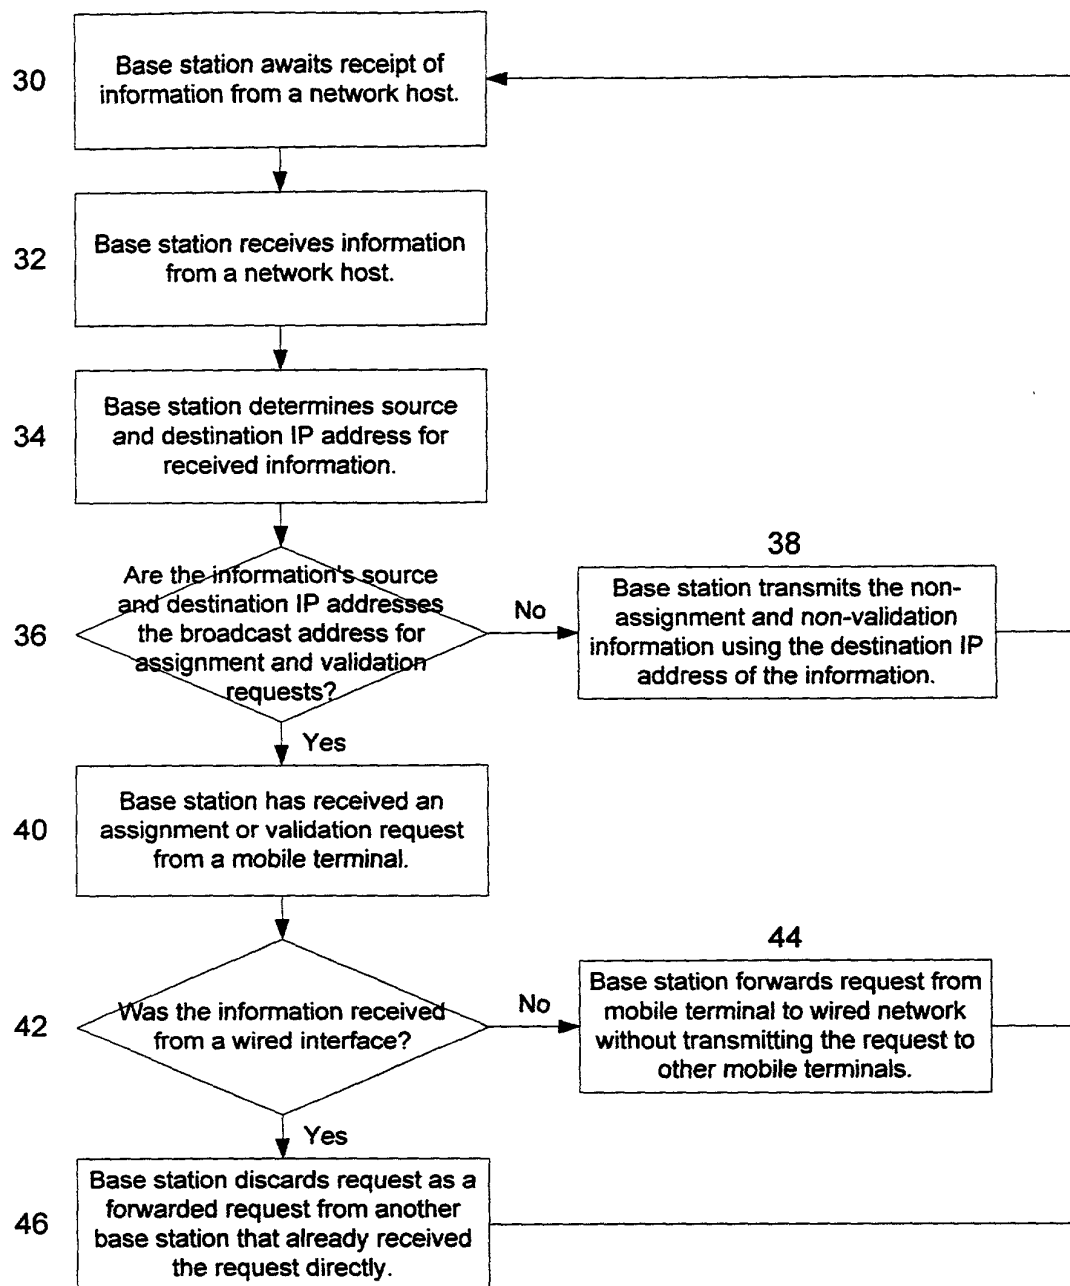 30
Base station awaits receipt of
information from a network host.
32
Base station receives information
from a network host.
34
Base station determines source
and destination IP address for
received information.
36
Are the information's source
and destination IP addresses
the broadcast address for
assignment and validation
requests?
No
38
Base station transmits the non-
assignment and non-validation
information using the destination IP
address of the information.
Yes
40
Base station has received an
assignment or validation request
from a mobile terminal.
42
Was the information received
from a wired interface?
No
44
Base station forwards request from
mobile terminal to wired network
without transmitting the request to
other mobile terminals.
Yes
46
Base station discards request as a
forwarded request from another
base station that already received
the request directly.